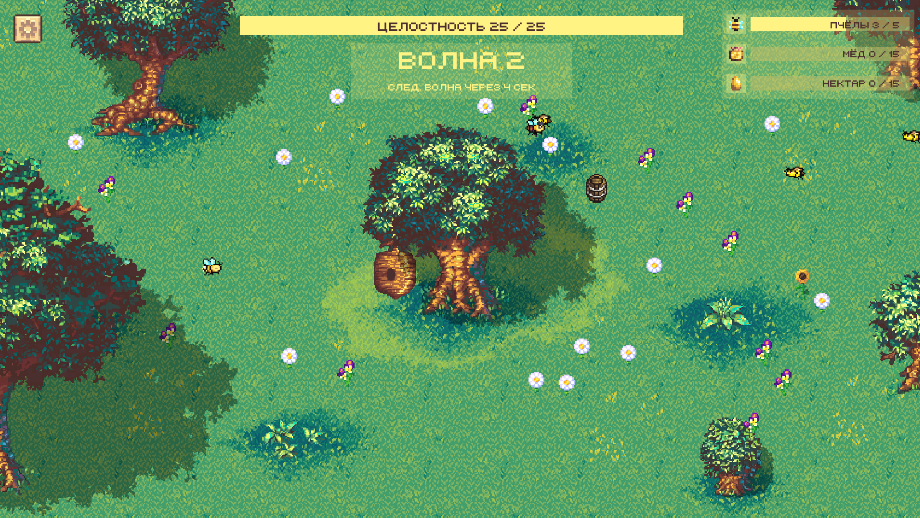 ЦЕЛОСТНОСТЬ 25 / 25
ВОЛНА 2
СЛЕД. ВОЛНА ЧЕРЕЗ 4 СЕК
ПЧЁЛЫ 3 / 5
МЁД 0 / 15
НЕКТАР 0 / 15